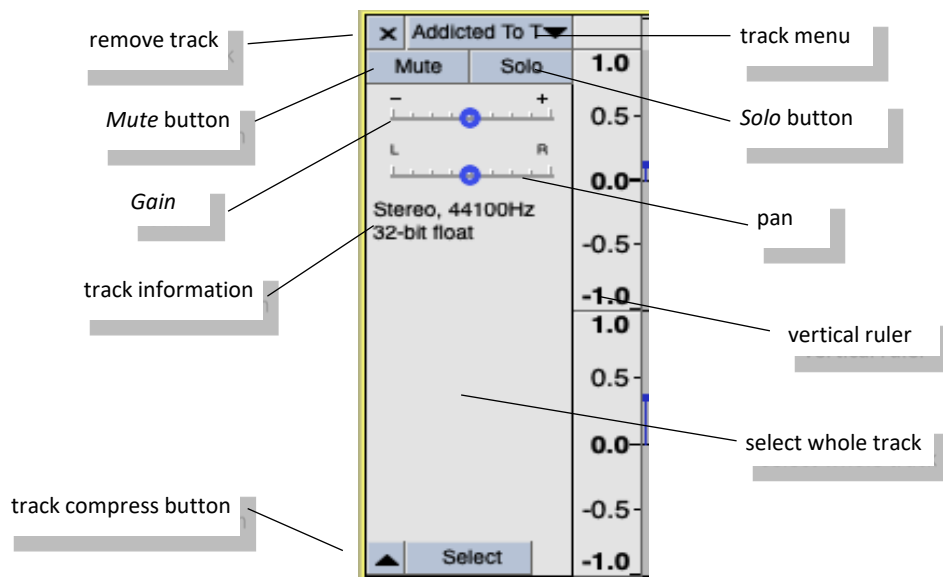 remove track
Mute button
Gain
track information
track compress button
× Addicted To T
Mute Solo
- +
L R
Stereo, 44100Hz
32-bit float
Select
1.0
0.5-
0.0-
-0.5-
-1.0
1.0
0.5-
0.0-
-0.5-
-1.0
track menu
Solo button
pan
vertical ruler
select whole track